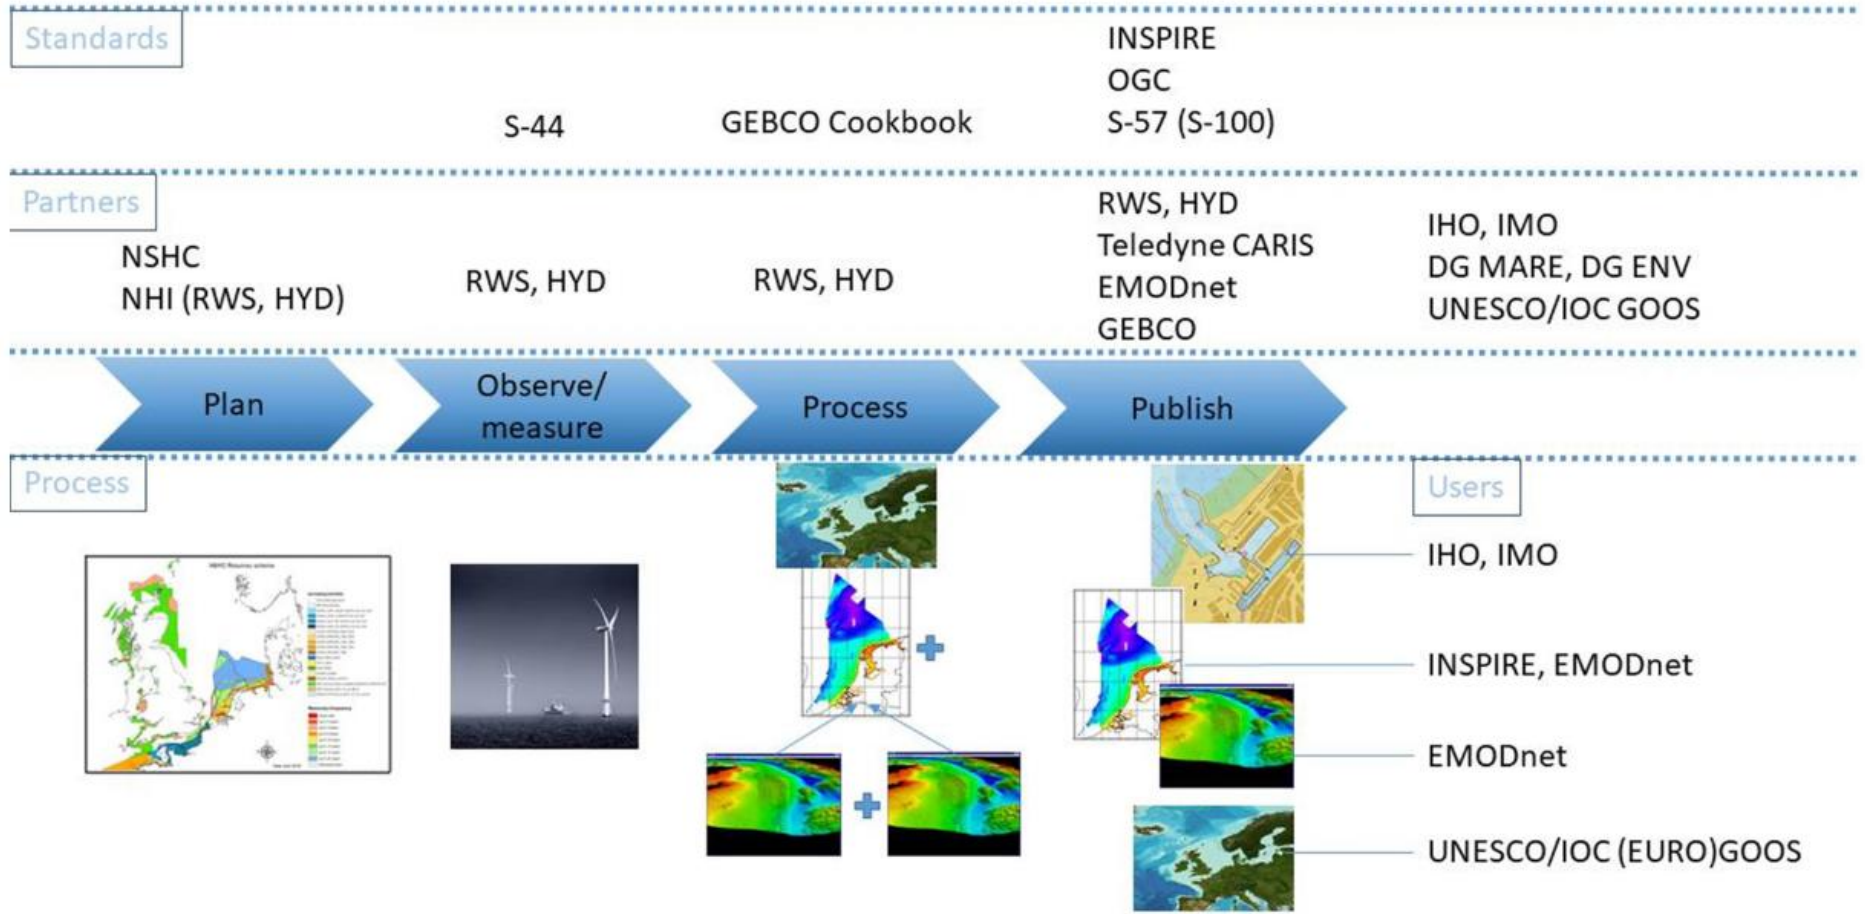 Standards
INSPIRE
OGC
S-44
GEBCO Cookbook
S-57 (S-100)
Partners
NSHC
NHI (RWS, HYD)
RWS, HYD
RWS, HYD
RWS, HYD
Teledyne CARIS
EMODnet
GEBCO
IHO, IMO
DG MARE, DG ENV
UNESCO/IOC GOOS
Plan
Observe/
measure
Process
Publish
Process
Users
IHO, IMO
INSPIRE, EMODnet
EMODnet
UNESCO/IOC (EURO)GOOS